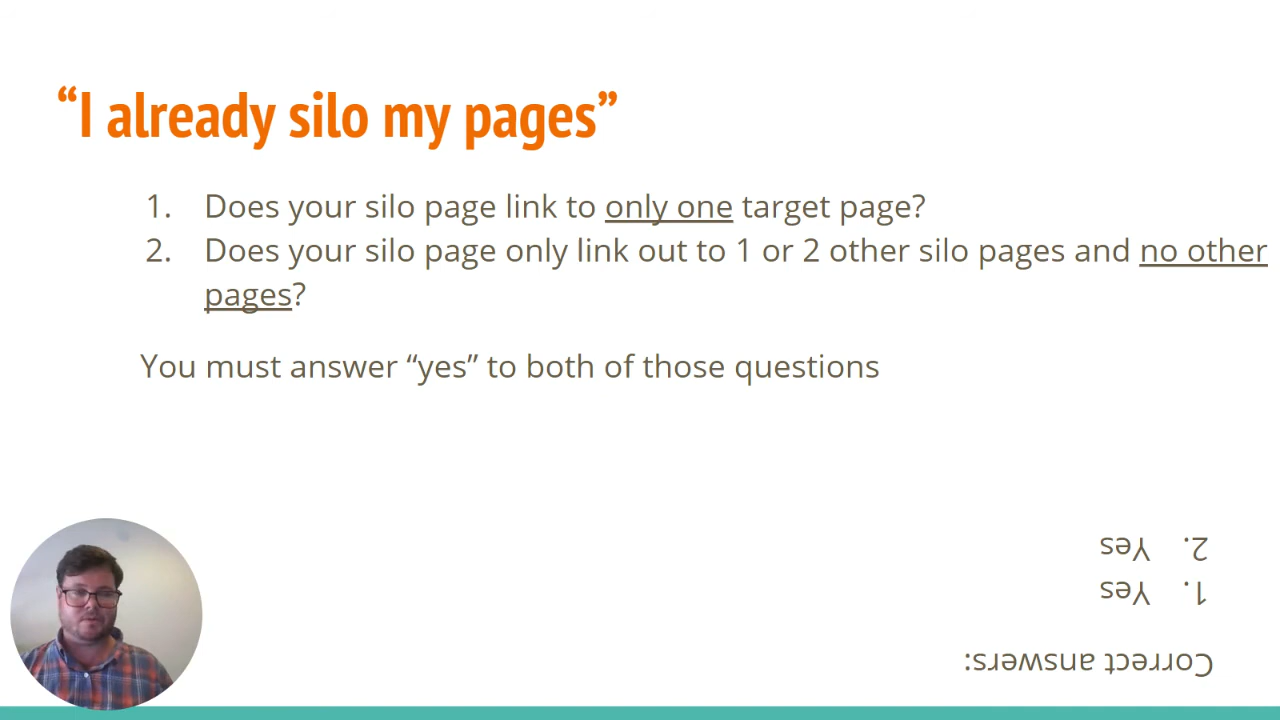 “I already silo my pages”
1. Does your silo page link to only one target page?
2. Does your silo page only link out to 1 or 2 other silo pages and no other
pages?
You must answer “yes” to both of those questions
Correct answers:
1. Yes
2. Yes